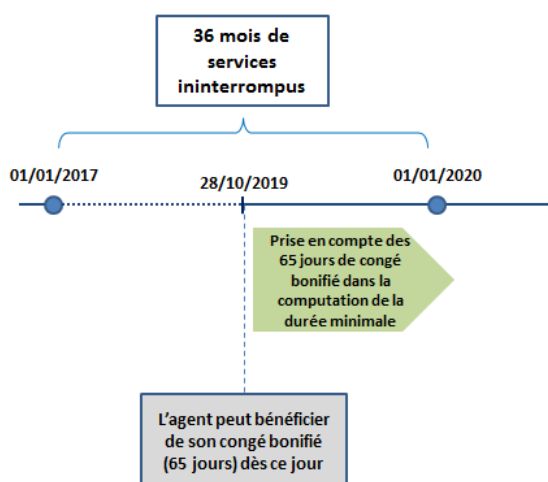 36 mois de
services
ininterrompus
01/01/2017
28/10/2019
01/01/2020
Prise en compte des
65 jours de congé
bonifié dans la
computation de la
durée minimale
L'agent peut bénéficier
de son congé bonifié
(65 jours) dès ce jour